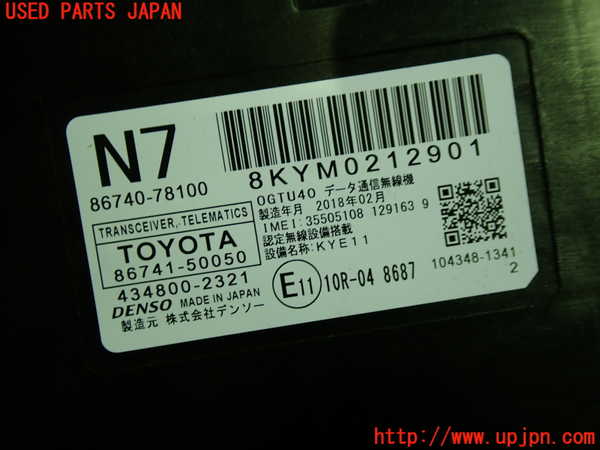 USED PARTS JAPAN
N7
86740-78100
8KYM0212901
TRANSCEIVER, TELEMATICS
TOYOTA
86741-50050
434800-2321
DENSO MADE IN JAPAN
製造元 株式会社デンソー
0GTU40 データ通信無線機
製造年月 2018年02月
IMEI:35505108 129163 9
認定無線設備搭載
設備名称:KYE11
E11 10R-04 8687
104348-1341
2
http://www.upjpn.com/